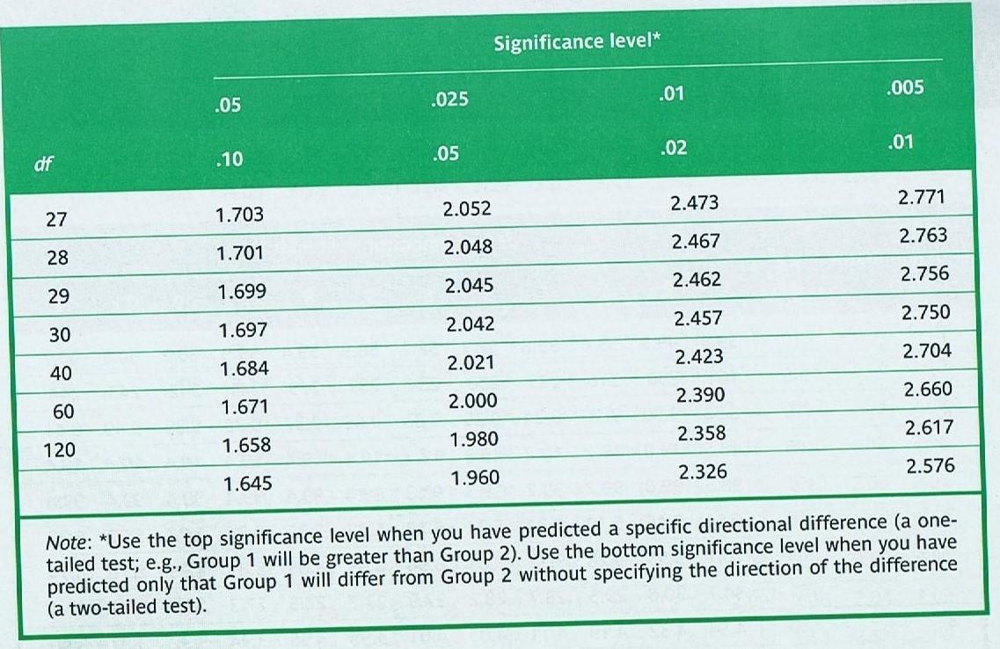 Significance level*
.05 .025 .01 .005
df .10 .05 .02 .01
27 1.703 2.052 2.473 2.771
28 1.701 2.048 2.467 2.763
29 1.699 2.045 2.462 2.756
30 1.697 2.042 2.457 2.750
40 1.684 2.021 2.423 2.704
60 1.671 2.000 2.390 2.660
120 1.658 1.980 2.358 2.617
1.645 1.960 2.326 2.576
Note: *Use the top significance level when you have predicted a specific directional difference (a one-
tailed test; e.g., Group 1 will be greater than Group 2). Use the bottom significance level when you have
predicted only that Group 1 will differ from Group 2 without specifying the direction of the difference
(a two-tailed test).